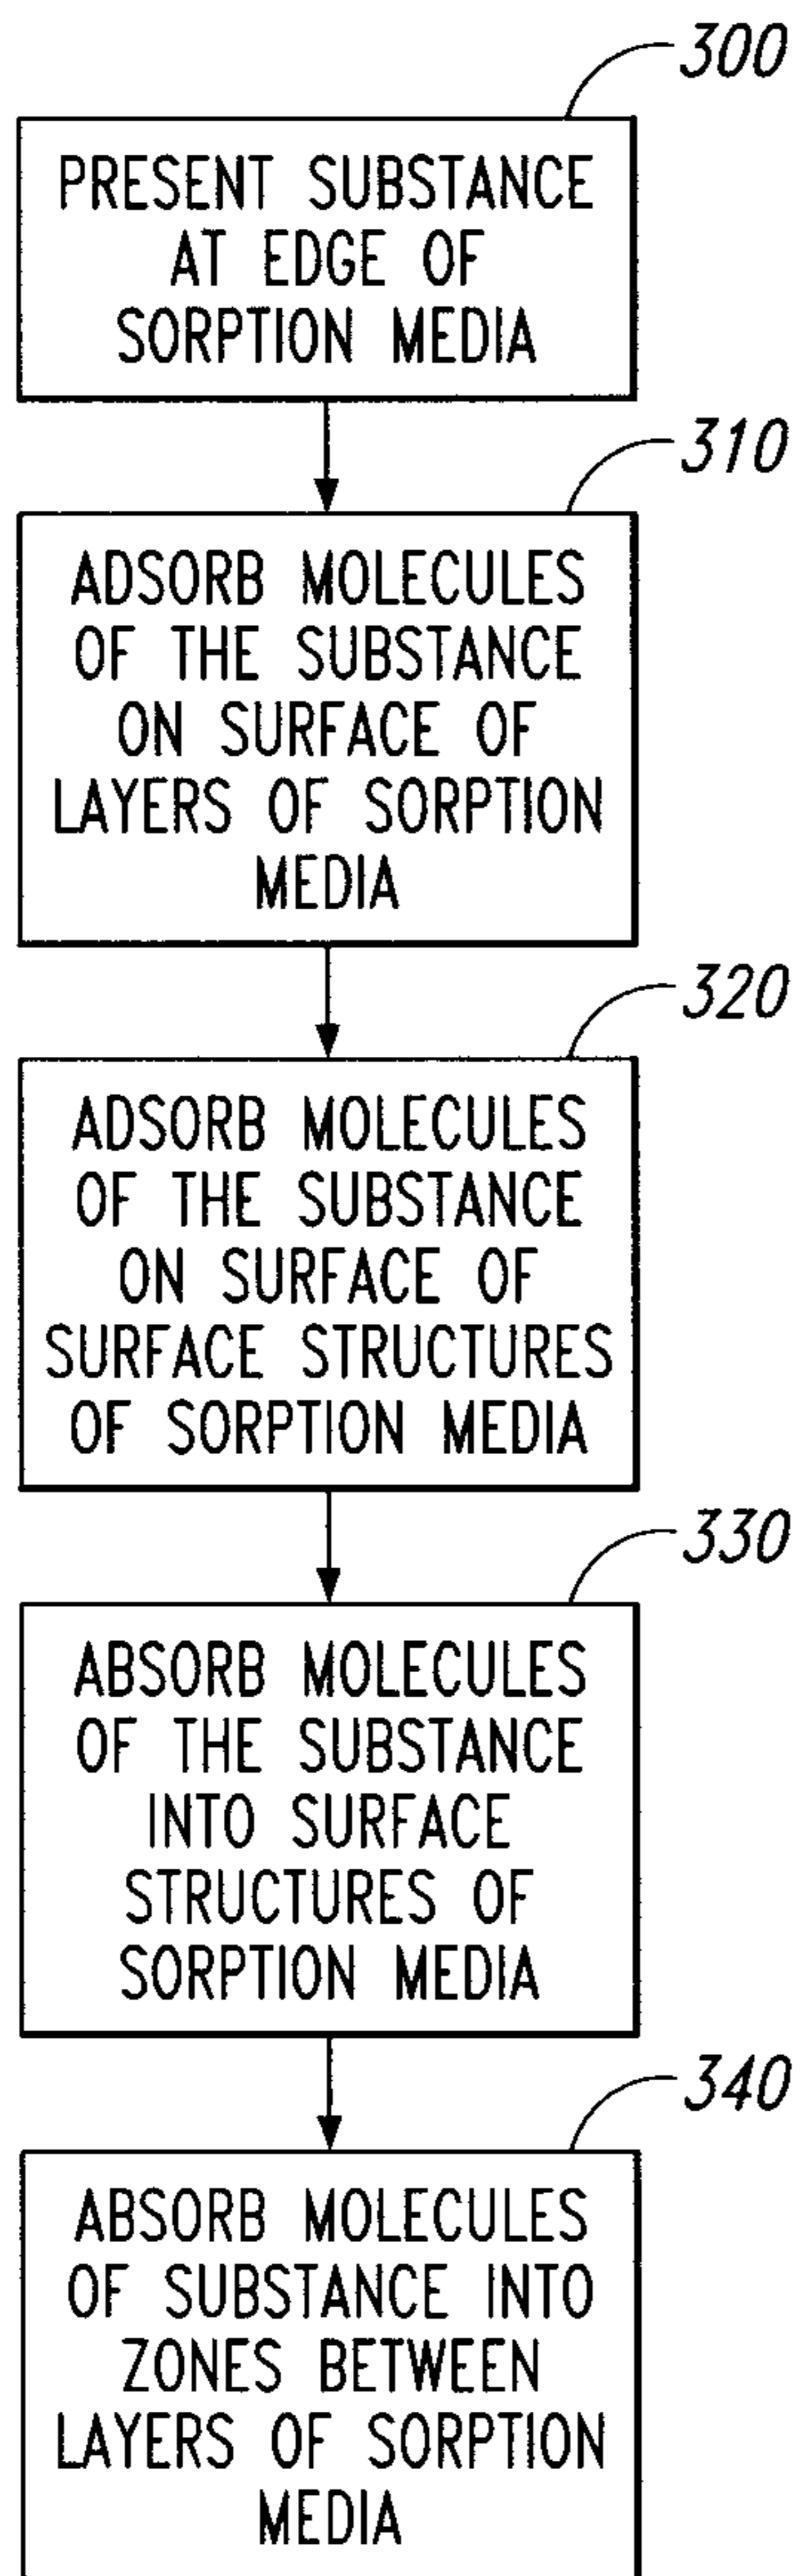 300
PRESENT SUBSTANCE
AT EDGE OF
SORPTION MEDIA
310
ADSORB MOLECULES
OF THE SUBSTANCE
ON SURFACE OF
LAYERS OF SORPTION
MEDIA
320
ADSORB MOLECULES
OF THE SUBSTANCE
ON SURFACE OF
SURFACE STRUCTURES
OF SORPTION MEDIA
330
ABSORB MOLECULES
OF THE SUBSTANCE
INTO SURFACE
STRUCTURES OF
SORPTION MEDIA
340
ABSORB MOLECULES
OF SUBSTANCE INTO
ZONES BETWEEN
LAYERS OF SORPTION
MEDIA